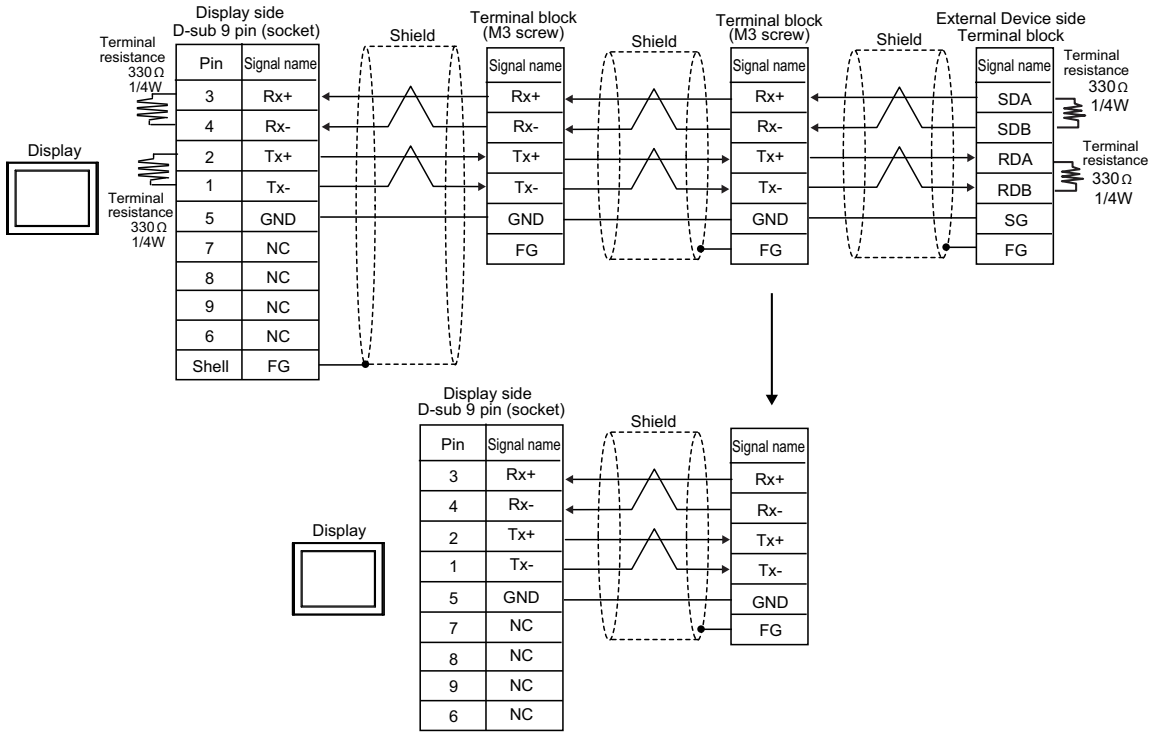 Display side
D-sub 9 pin (socket)
Shield
Terminal block
(M3 screw)
Shield
Terminal block
(M3 screw)
Shield
External Device side
Terminal block
Terminal
resistance
330Ω
1/4W
Pin Signal name
3 Rx+
4 Rx-
2 Tx+
1 Tx-
5 GND
7 NC
8 NC
9 NC
6 NC
Shell FG
Display
Terminal
resistance
330Ω
1/4W
Signal name
Rx+
Rx-
Tx+
Tx-
GND
FG
Signal name
Rx+
Rx-
Tx+
Tx-
GND
FG
Signal name
SDA
SDB
RDA
RDB
SG
FG
Terminal
resistance
330Ω
1/4W
Terminal
resistance
330Ω
1/4W
Display side
D-sub 9 pin (socket)
Shield
Pin Signal name
3 Rx+
4 Rx-
2 Tx+
1 Tx-
5 GND
7 NC
8 NC
9 NC
6 NC
Display
Signal name
Rx+
Rx-
Tx+
Tx-
GND
FG